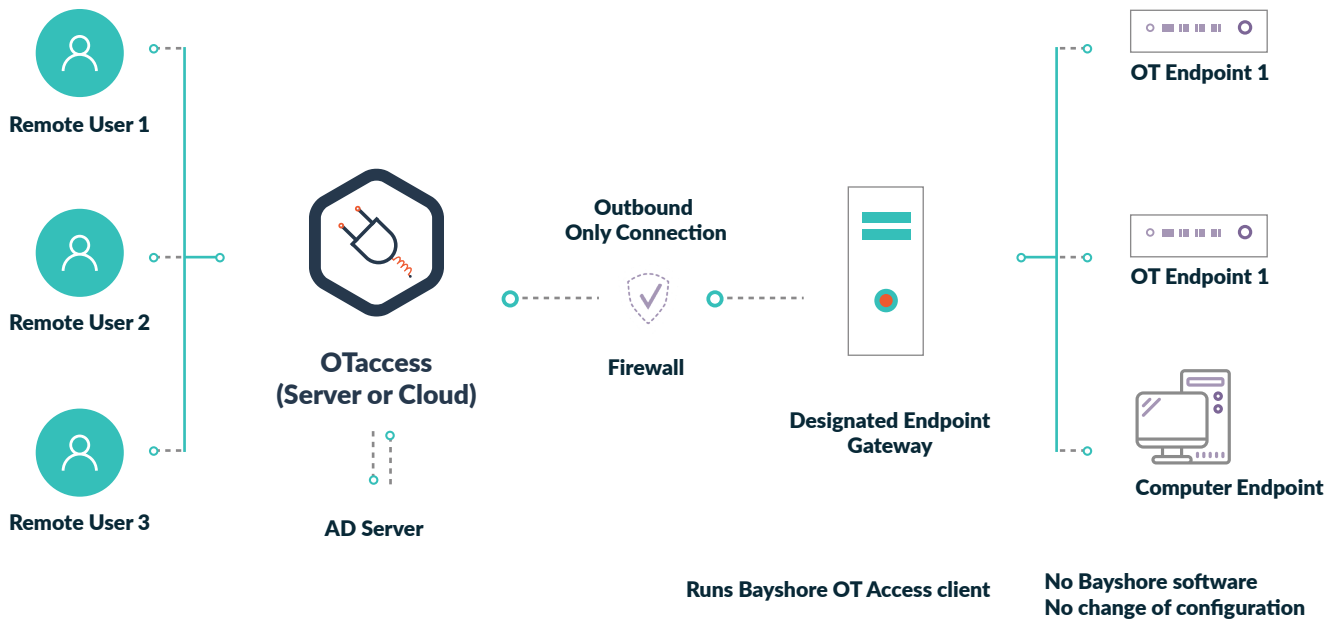 Remote User 1
Remote User 2
Remote User 3
OTaccess
(Server or Cloud)
AD Server
Outbound
Only Connection
Firewall
Designated Endpoint
Gateway
Runs Bayshore OT Access client
OT Endpoint 1
OT Endpoint 1
Computer Endpoint
No Bayshore software
No change of configuration